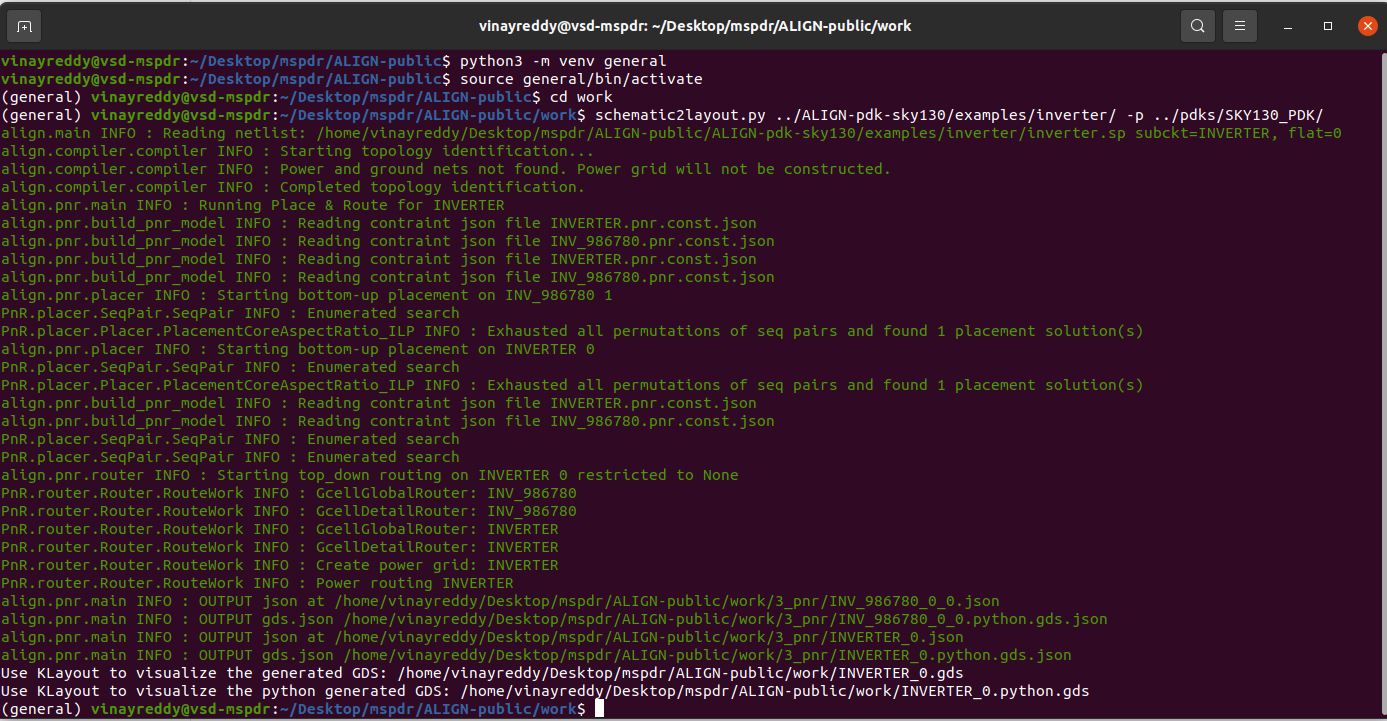 vinayreddy@vsd-mspdr: ~/Desktop/mspdr/ALIGN-public/work
vinayreddy@vsd-mspdr:~/Desktop/mspdr/ALIGN-public$ python3 -m venv general
vinayreddy@vsd-mspdr:~/Desktop/mspdr/ALIGN-public$ source general/bin/activate
(general) vinayreddy@vsd-mspdr:~/Desktop/mspdr/ALIGN-public$ cd work
(general) vinayreddy@vsd-mspdr:~/Desktop/mspdr/ALIGN-public/work$ schematic2layout.py ../ALIGN-pdk-sky130/examples/inverter/ -p ../pdks/SKY130_PDK/
align.main INFO : Reading netlist: /home/vinayreddy/Desktop/mspdr/ALIGN-public/ALIGN-pdk-sky130/examples/inverter/inverter.sp subckt=INVERTER, flat=0
align.compiler.compiler INFO : Starting topology identification...
align.compiler.compiler INFO : Power and ground nets not found. Power grid will not be constructed.
align.compiler.compiler INFO : Completed topology identification.
align.pnr.main INFO : Running Place & Route for INVERTER
align.pnr.build_pnr_model INFO : Reading contraint json file INVERTER.pnr.const.json
align.pnr.build_pnr_model INFO : Reading contraint json file INV_986780.pnr.const.json
align.pnr.build_pnr_model INFO : Reading contraint json file INVERTER.pnr.const.json
align.pnr.build_pnr_model INFO : Reading contraint json file INV_986780.pnr.const.json
align.pnr.placer INFO : Starting bottom-up placement on INV_986780 1
PnR.placer.SeqPair.SeqPair INFO : Enumerated search
PnR.placer.Placer.PlacementCoreAspectRatio_ILP INFO : Exhausted all permutations of seq pairs and found 1 placement solution(s)
align.pnr.placer INFO : Starting bottom-up placement on INVERTER 0
PnR.placer.SeqPair.SeqPair INFO : Enumerated search
PnR.placer.Placer.PlacementCoreAspectRatio_ILP INFO : Exhausted all permutations of seq pairs and found 1 placement solution(s)
align.pnr.build_pnr_model INFO : Reading contraint json file INVERTER.pnr.const.json
align.pnr.build_pnr_model INFO : Reading contraint json file INV_986780.pnr.const.json
PnR.placer.SeqPair.SeqPair INFO : Enumerated search
PnR.placer.SeqPair.SeqPair INFO : Enumerated search
align.pnr.router INFO : Starting top_down routing on INVERTER 0 restricted to None
PnR.router.Router.RouteWork INFO : GcellGlobalRouter: INV_986780
PnR.router.Router.RouteWork INFO : GcellDetailRouter: INV_986780
PnR.router.Router.RouteWork INFO : GcellGlobalRouter: INVERTER
PnR.router.Router.RouteWork INFO : GcellDetailRouter: INVERTER
PnR.router.Router.RouteWork INFO : Create power grid: INVERTER
PnR.router.Router.RouteWork INFO : Power routing INVERTER
align.pnr.main INFO : OUTPUT json at /home/vinayreddy/Desktop/mspdr/ALIGN-public/work/3_pnr/INV_986780_0_0.json
align.pnr.main INFO : OUTPUT gds.json /home/vinayreddy/Desktop/mspdr/ALIGN-public/work/3_pnr/INV_986780_0_0.python.gds.json
align.pnr.main INFO : OUTPUT json at /home/vinayreddy/Desktop/mspdr/ALIGN-public/work/3_pnr/INVERTER_0.json
align.pnr.main INFO : OUTPUT gds.json /home/vinayreddy/Desktop/mspdr/ALIGN-public/work/3_pnr/INVERTER_0.python.gds.json
Use KLayout to visualize the generated GDS: /home/vinayreddy/Desktop/mspdr/ALIGN-public/work/INVERTER_0.gds
Use KLayout to visualize the python generated GDS: /home/vinayreddy/Desktop/mspdr/ALIGN-public/work/INVERTER_0.python.gds
(general) vinayreddy@vsd-mspdr:~/Desktop/mspdr/ALIGN-public/work$